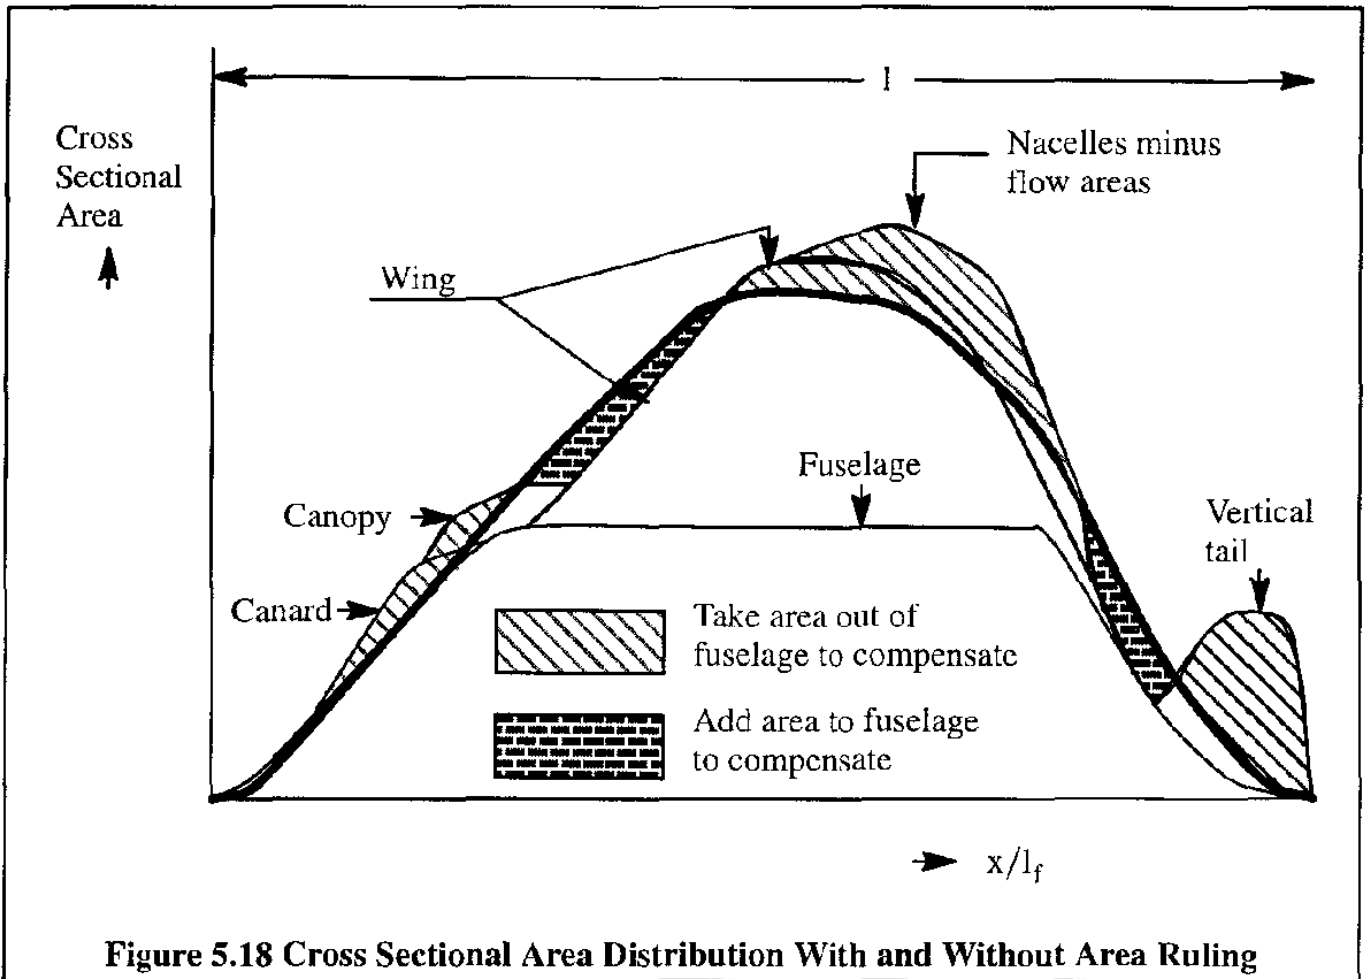 l
Cross
Sectional
Area
Nacelles minus
flow areas
Wing
Fuselage
Canopy
Vertical
tail
Canard
Take area out of
fuselage to compensate
Add area to fuselage
to compensate
x/l_f
Figure 5.18 Cross Sectional Area Distribution With and Without Area Ruling